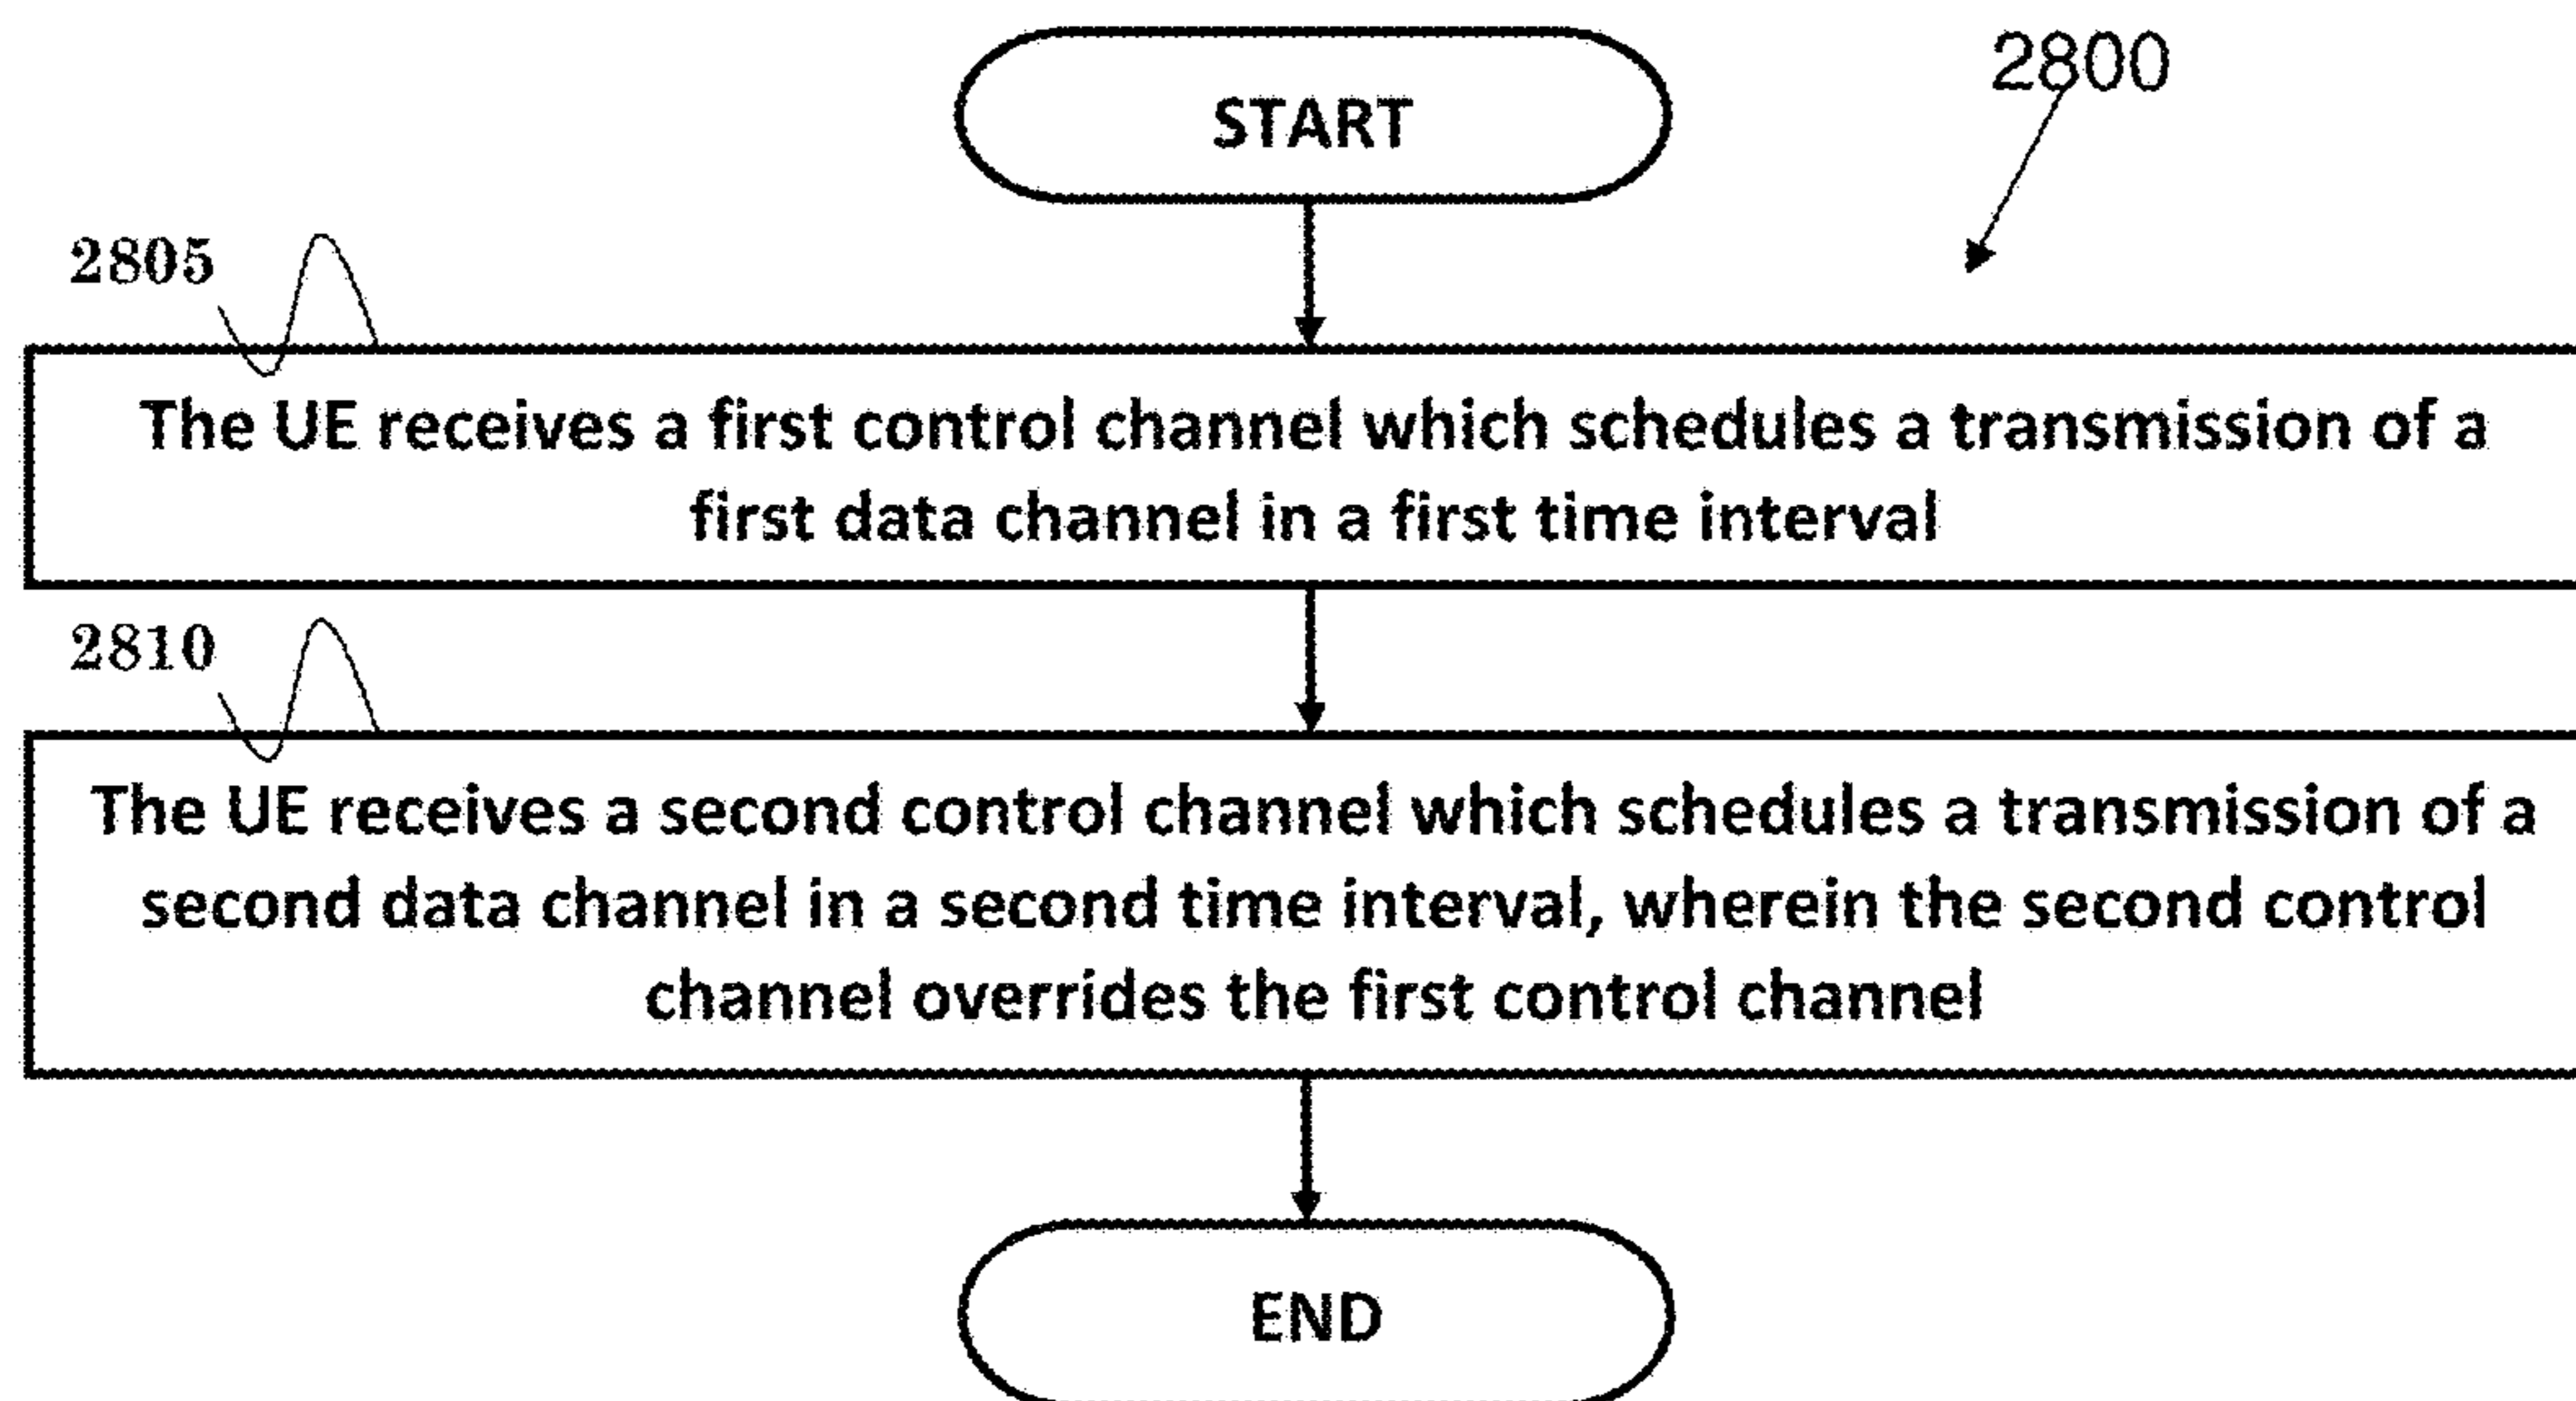 START
2800
2805
The UE receives a first control channel which schedules a transmission of a
first data channel in a first time interval
2810
The UE receives a second control channel which schedules a transmission of a
second data channel in a second time interval, wherein the second control
channel overrides the first control channel
END